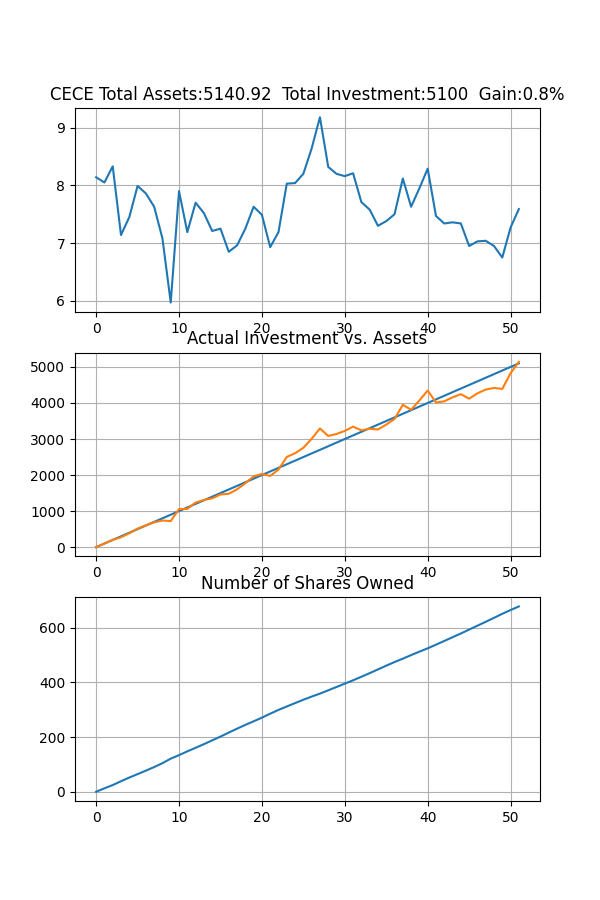 CECE Total Assets:5140.92  Total Investment:5100  Gain:0.8%
9
8
7
6
0 10 20 30 40 50
Actual Investment vs. Assets
5000
4000
3000
2000
1000
0
0 10 20 30 40 50
Number of Shares Owned
600
400
200
0
0 10 20 30 40 50